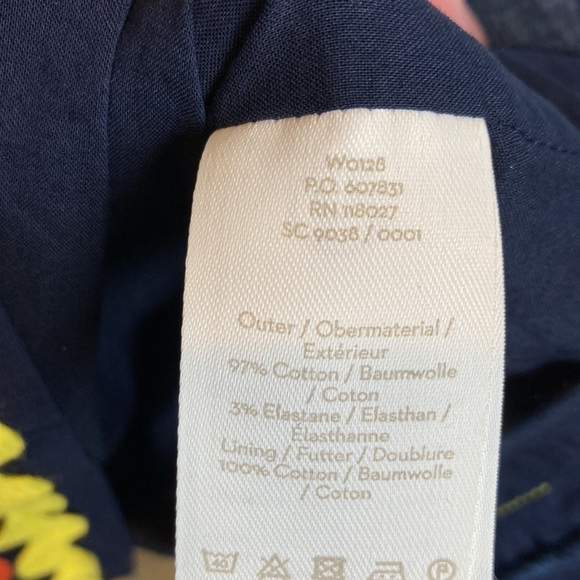 W0128
P.O. 607831
RN 118027
SC 9038 / 0001
Outer / Obermaterial /
Extérieur
97% Cotton / Baumwolle
/ Coton
3% Elastane / Elasthan /
Élasthanne
Lining / Futter / Doublure
100% Cotton / Baumwolle
/ Coton
40
P